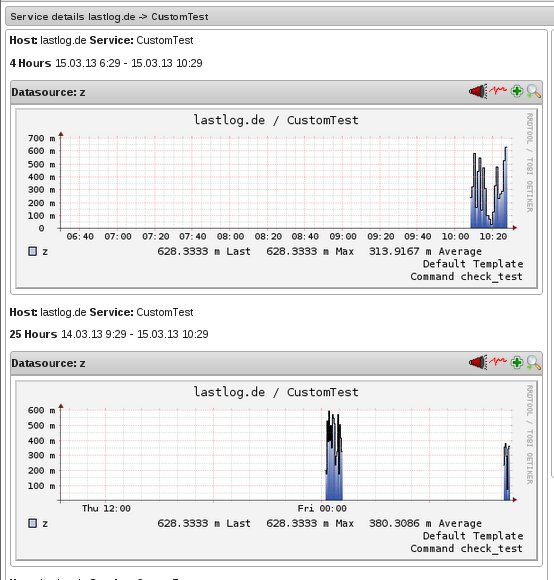 Service details lastlog.de -> CustomTest
Host: lastlog.de Service: CustomTest
4 Hours 15.03.13 6:29 - 15.03.13 10:29
Datasource: z
lastlog.de / CustomTest
RRDTOOL / TOBI OETIKER
700 m
600 m
500 m
400 m
300 m
200 m
100 m
0
06:40 07:00 07:20 07:40 08:00 08:20 08:40 09:00 09:20 09:40 10:00 10:20
z 628.3333 m Last 628.3333 m Max 313.9167 m Average
Default Template
Command check_test
Host: lastlog.de Service: CustomTest
25 Hours 14.03.13 9:29 - 15.03.13 10:29
Datasource: z
lastlog.de / CustomTest
RRDTOOL / TOBI OETIKER
600 m
500 m
400 m
300 m
200 m
100 m
Thu 12:00 Fri 00:00
z 628.3333 m Last 628.3333 m Max 380.3086 m Average
Default Template
Command check_test